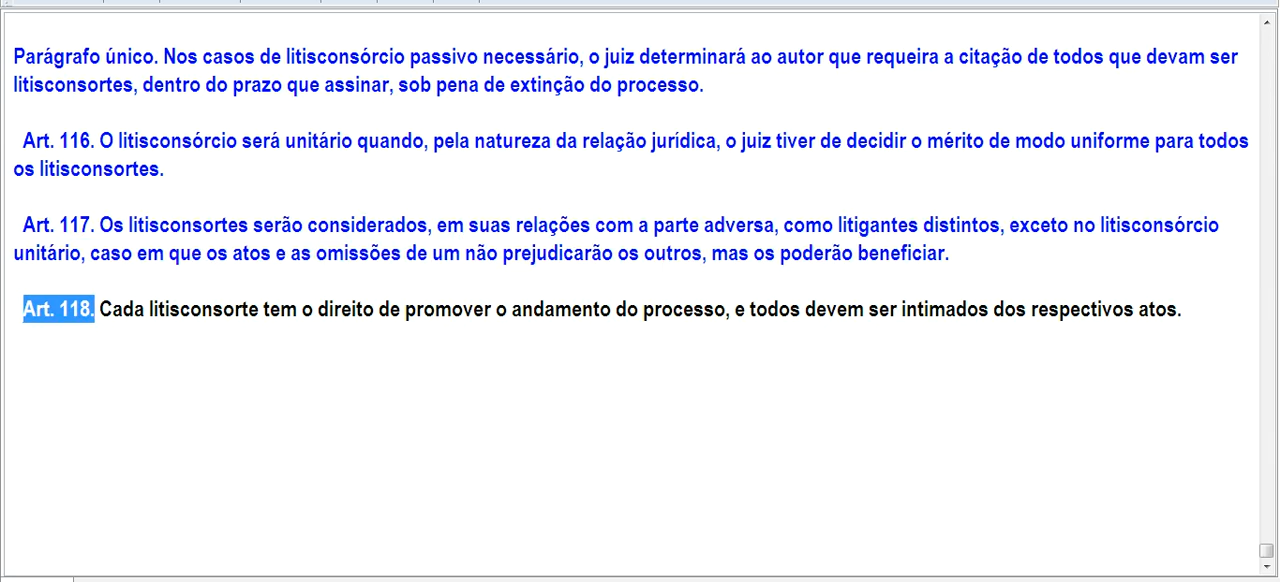 Parágrafo único. Nos casos de litisconsórcio passivo necessário, o juiz determinará ao autor que requeira a citação de todos que devam ser
litisconsortes, dentro do prazo que assinar, sob pena de extinção do processo.
Art. 116. O litisconsórcio será unitário quando, pela natureza da relação jurídica, o juiz tiver de decidir o mérito de modo uniforme para todos
os litisconsortes.
Art. 117. Os litisconsortes serão considerados, em suas relações com a parte adversa, como litigantes distintos, exceto no litisconsórcio
unitário, caso em que os atos e as omissões de um não prejudicarão os outros, mas os poderão beneficiar.
Art. 118. Cada litisconsorte tem o direito de promover o andamento do processo, e todos devem ser intimados dos respectivos atos.